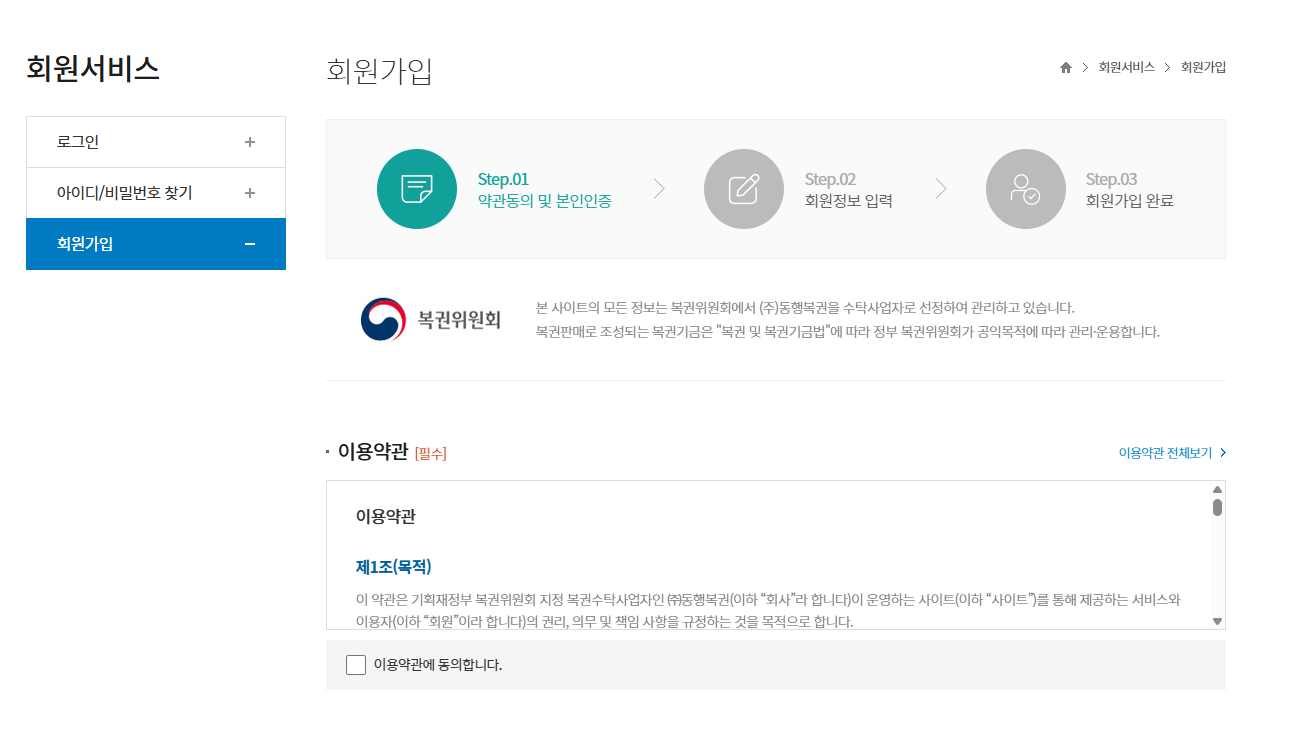 회원서비스
로그인
아이디/비밀번호 찾기
회원가입
회원가입
회원서비스
회원가입
Step.01
약관동의 및 본인인증
Step.02
회원정보 입력
Step.03
회원가입 완료
복권위원회
본 사이트의 모든 정보는 복권위원회에서 (주)동행복권을 수탁사업자로 선정하여 관리하고 있습니다.
복권판매로 조성되는 복권기금은 "복권 및 복권기금법"에 따라 정부 복권위원회가 공익목적에 따라 관리·운용합니다.
이용약관 [필수]
이용약관 전체보기
이용약관
제1조(목적)
이 약관은 기획재정부 복권위원회 지정 복권수탁사업자인 ㈜동행복권(이하 “회사”라 합니다)이 운영하는 사이트(이하 “사이트”)를 통해 제공하는 서비스와
이용자(이하 “회원”이라 합니다)의 권리, 의무 및 책임 사항을 규정하는 것을 목적으로 합니다.
이용약관에 동의합니다.